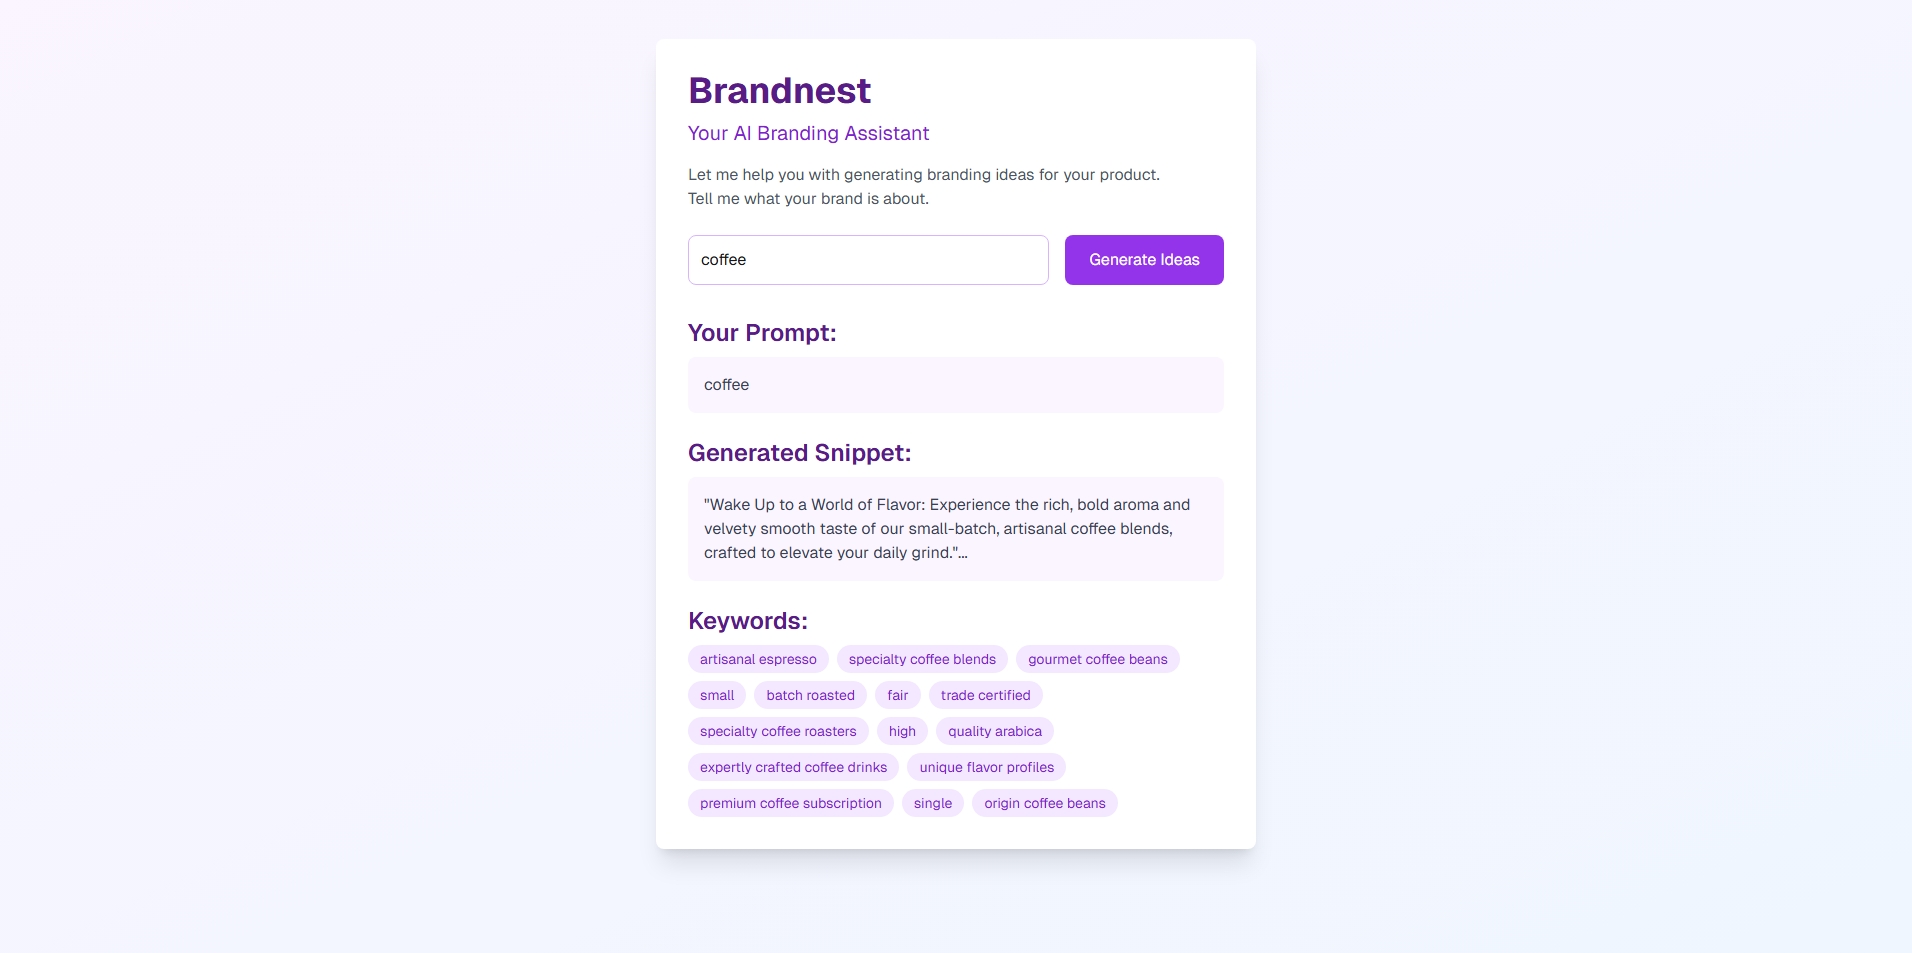 Brandnest
Your AI Branding Assistant
Let me help you with generating branding ideas for your product.
Tell me what your brand is about.
coffee
Generate Ideas
Your Prompt:
coffee
Generated Snippet:
"Wake Up to a World of Flavor: Experience the rich, bold aroma and
velvety smooth taste of our small-batch, artisanal coffee blends,
crafted to elevate your daily grind."...
Keywords:
artisanal espresso specialty coffee blends gourmet coffee beans
small batch roasted fair trade certified
specialty coffee roasters high quality arabica
expertly crafted coffee drinks unique flavor profiles
premium coffee subscription single origin coffee beans